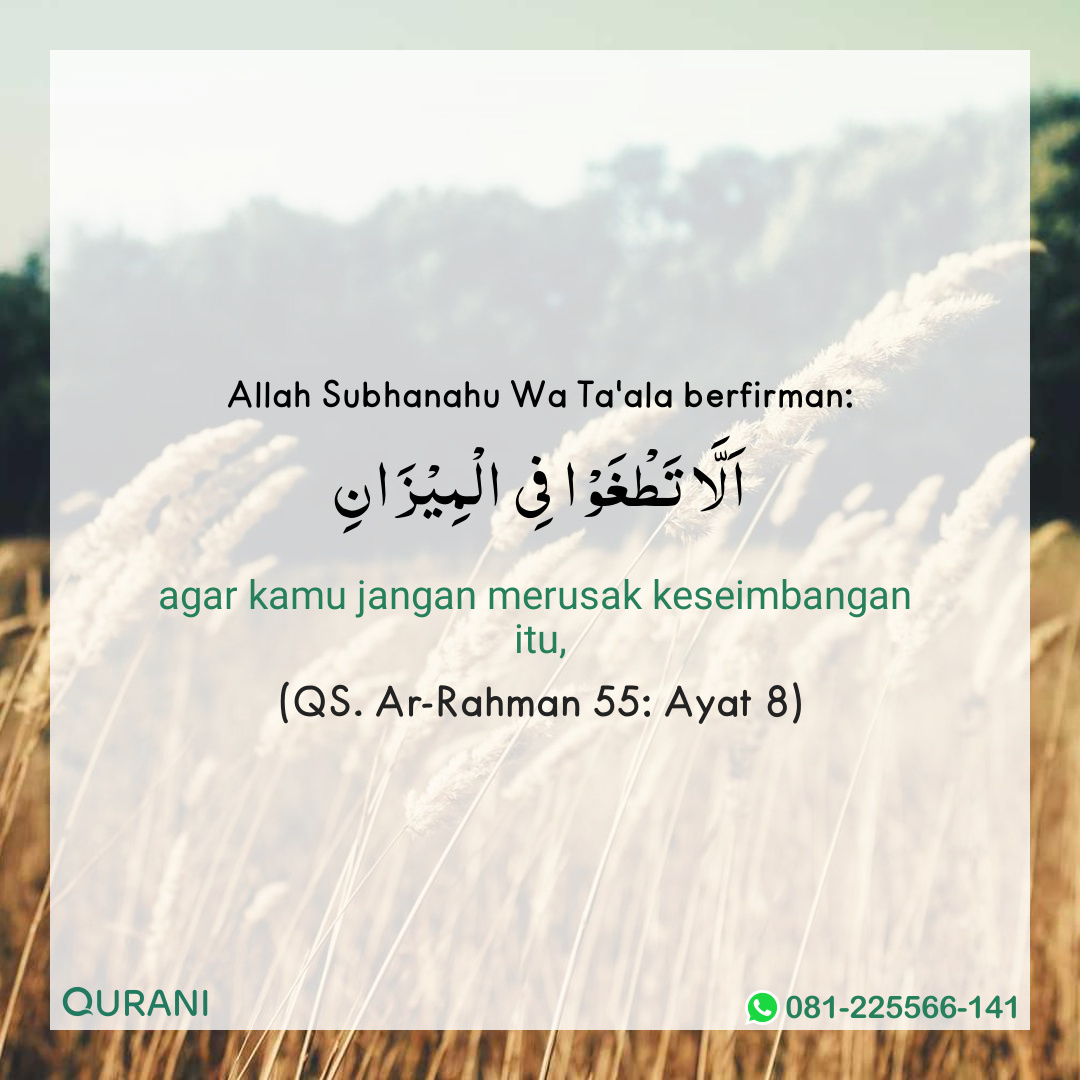 Allah Subhanahu Wa Ta'ala berfirman:
اَلَّا تَطْغَوْا فِى الْمِيْزَانِ
agar kamu jangan merusak keseimbangan
itu,
(QS. Ar-Rahman 55: Ayat 8)
QURANI
081-225566-141